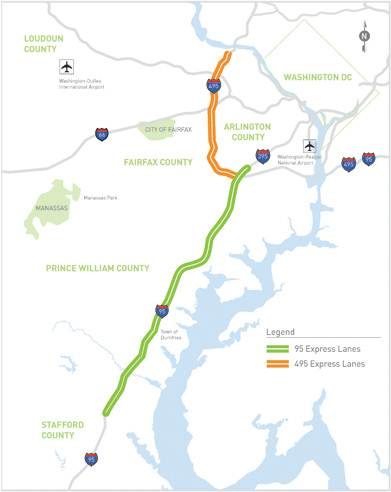 LOUDOUN
COUNTY
N
Washington-Dulles
International Airport
WASHINGTON DC
495
66
CITY OF FAIRFAX
ARLINGTON
COUNTY
FAIRFAX COUNTY
395
Washington-Reagan
National Airport
495
95
MANASSAS
Manassas Park
PRINCE WILLIAM COUNTY
95
Town of
Dumfries
Legend
95 Express Lanes
495 Express Lanes
STAFFORD
COUNTY
95